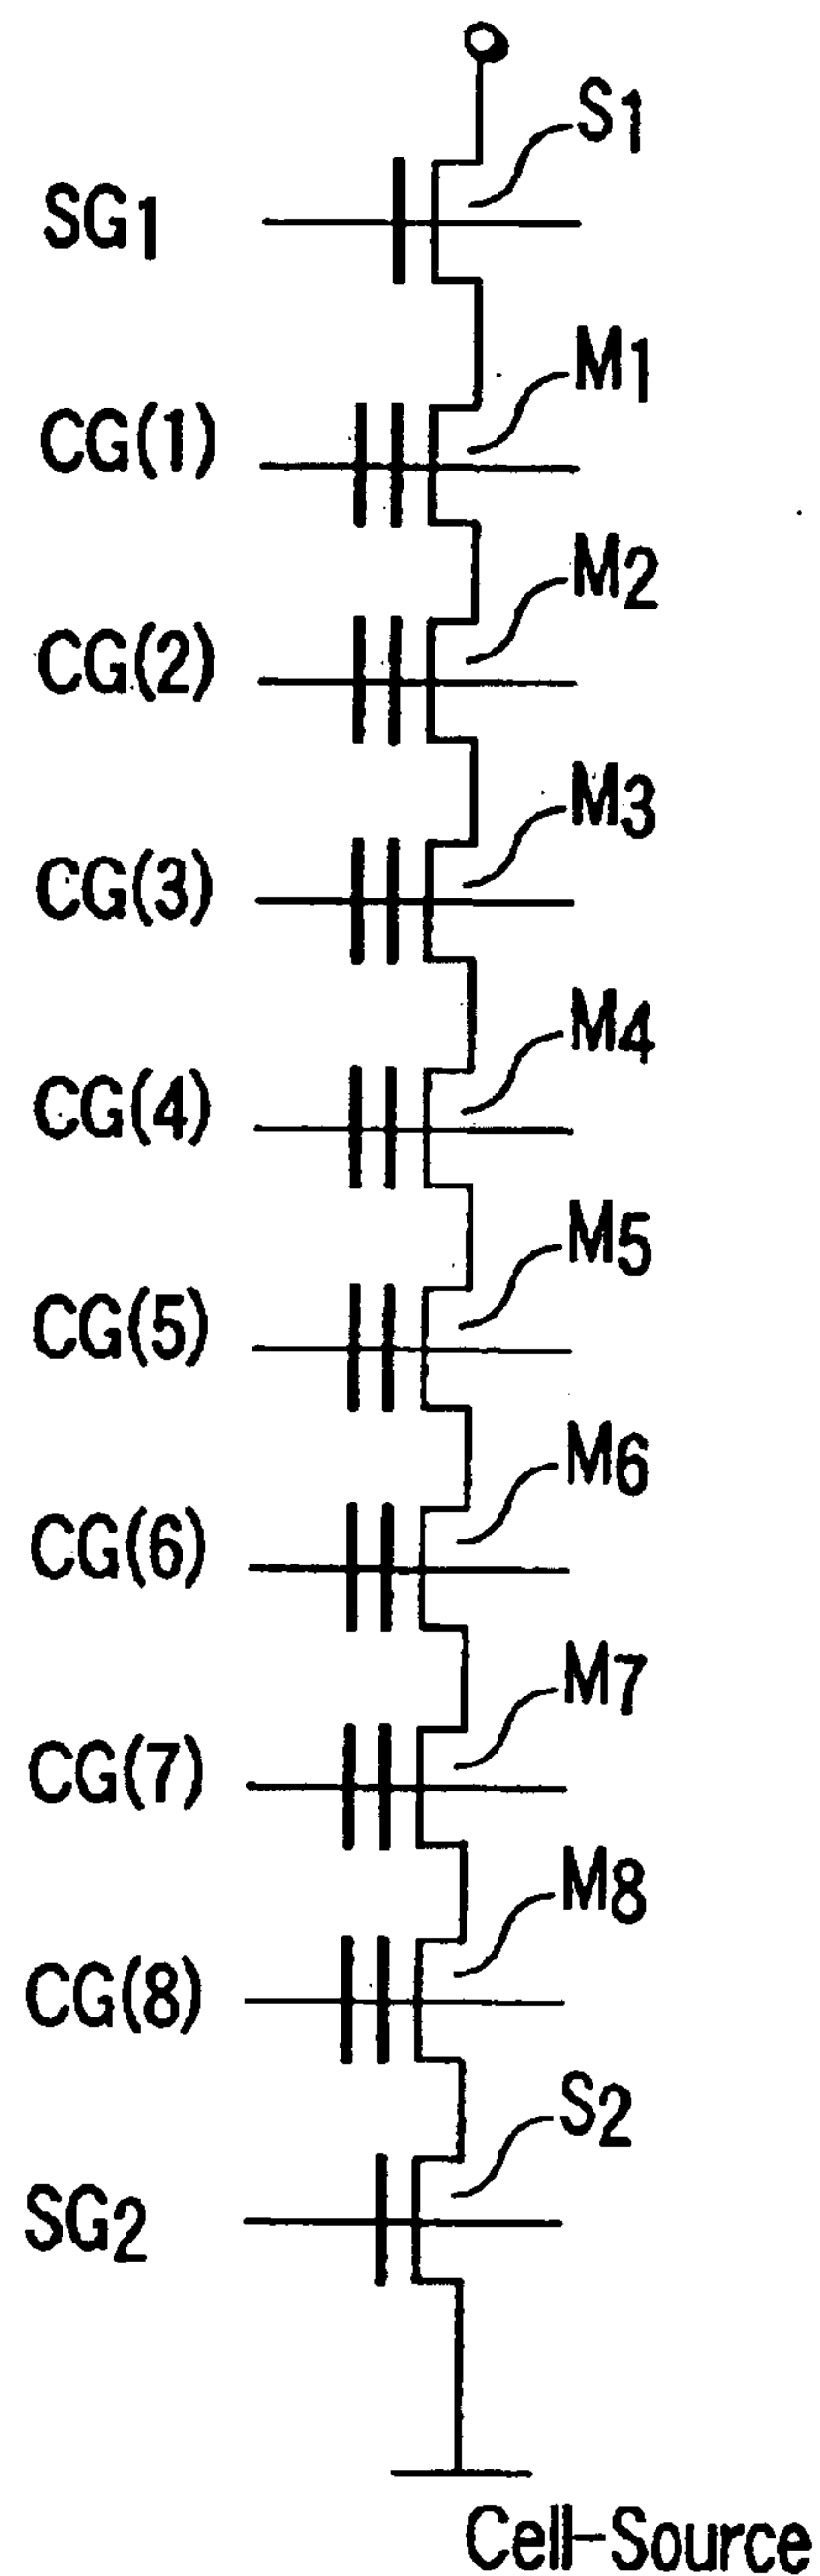 S1
SG1
M1
CG(1)
M2
CG(2)
M3
CG(3)
M4
CG(4)
M5
CG(5)
M6
CG(6)
M7
CG(7)
M8
CG(8)
S2
SG2
Cell-Source